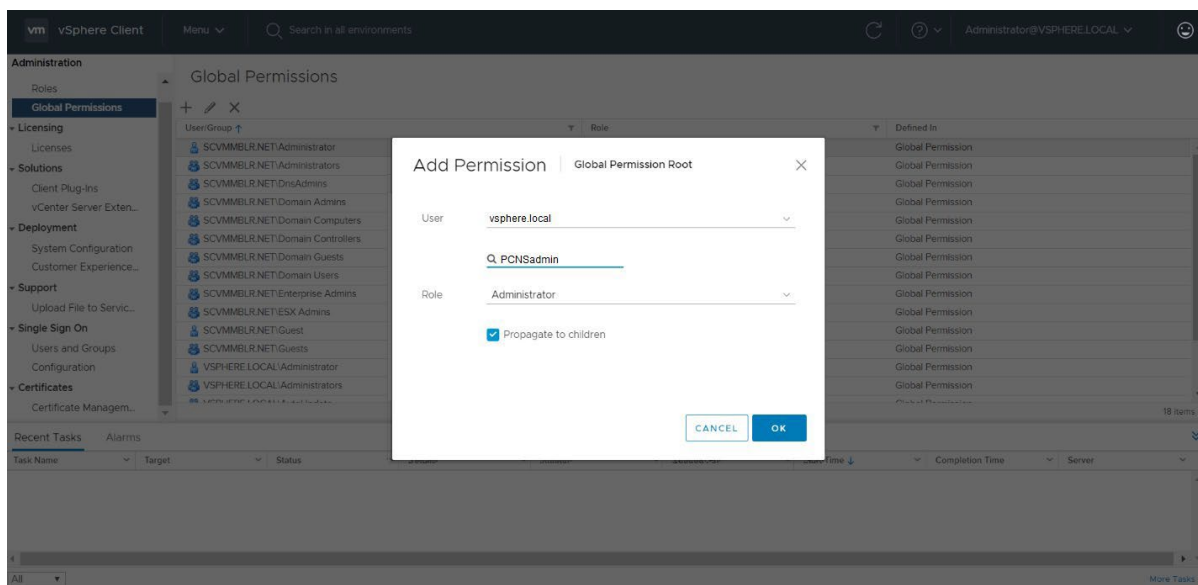 vm vSphere Client Menu Search in all environments Administrator@VSPHERE.LOCAL
Administration
Roles
Global Permissions
Licensing
Licenses
Solutions
Client Plug-Ins
vCenter Server Exten...
Deployment
System Configuration
Customer Experience...
Support
Upload File to Servic...
Single Sign On
Users and Groups
Configuration
Certificates
Certificate Managem...
Global Permissions
User/Group Role Defined In
SCVMMBLR.NET\Administrator Global Permission
SCVMMBLR.NET\Administrators Global Permission
SCVMMBLR.NET\DnsAdmins Global Permission
SCVMMBLR.NET\Domain Admins Global Permission
SCVMMBLR.NET\Domain Computers Global Permission
SCVMMBLR.NET\Domain Controllers Global Permission
SCVMMBLR.NET\Domain Guests Global Permission
SCVMMBLR.NET\Domain Users Global Permission
SCVMMBLR.NET\Enterprise Admins Global Permission
SCVMMBLR.NET\ESX Admins Global Permission
SCVMMBLR.NET\Guest Global Permission
SCVMMBLR.NET\Guests Global Permission
VSPHERE.LOCAL\Administrator Global Permission
VSPHERE.LOCAL\Administrators Global Permission
18 items
Add Permission Global Permission Root
User vsphere.local
PCNSadmin
Role Administrator
Propagate to children
CANCEL OK
Recent Tasks Alarms
Task Name Target Status Completion Time Server
All More Tasks